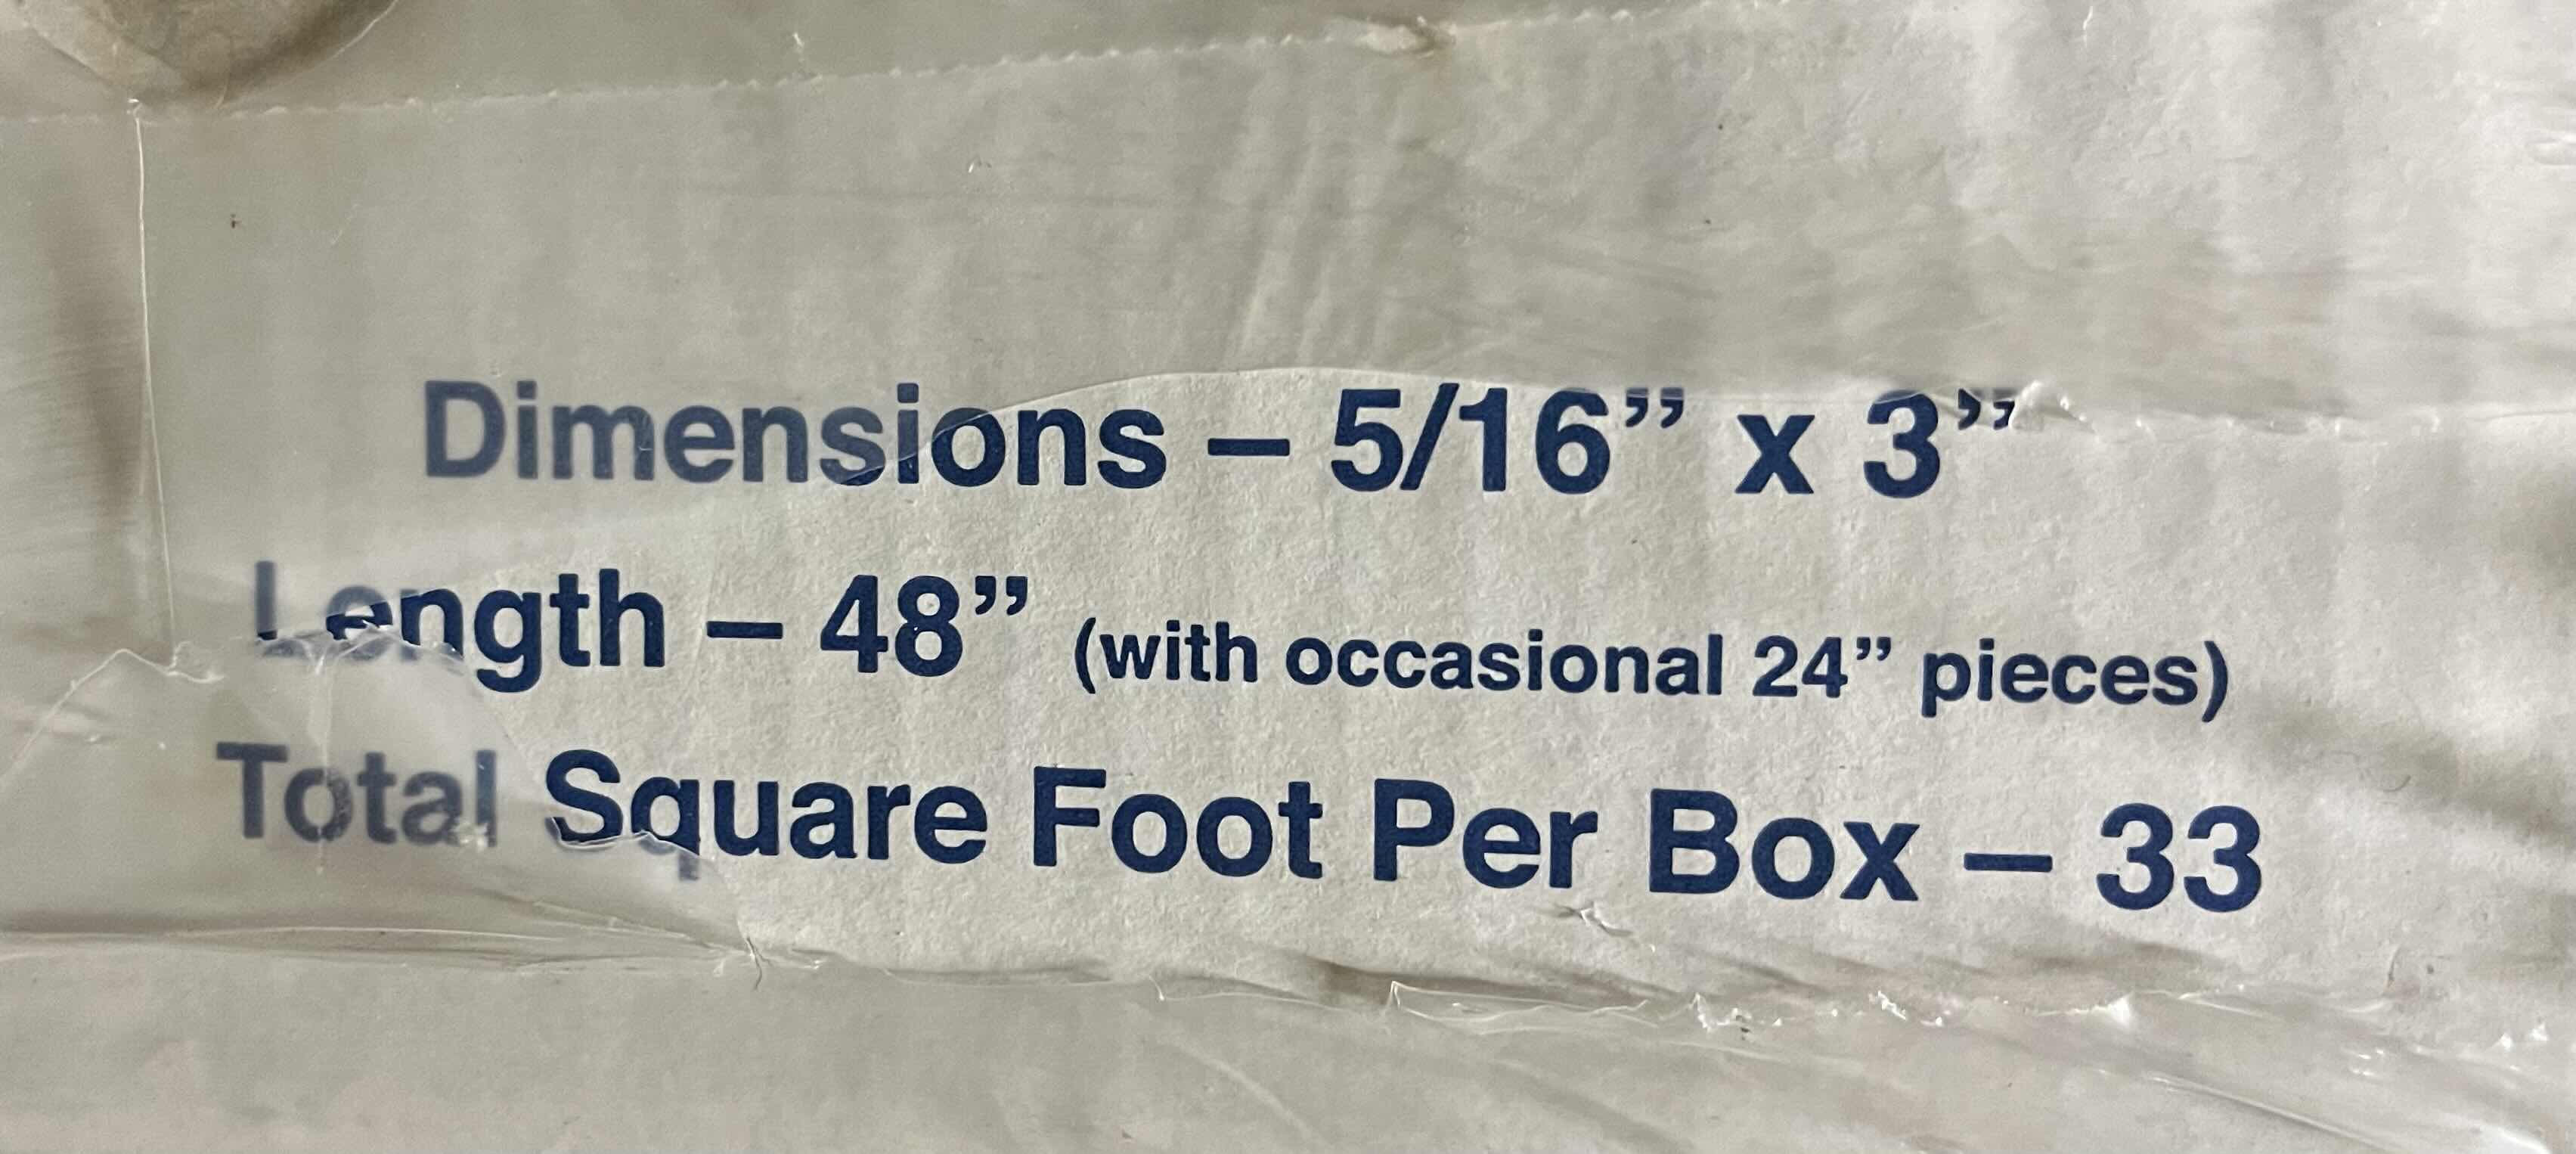 Dimensions – 5/16” x 3”
Length – 48” (with occasional 24” pieces)
Total Square Foot Per Box – 33